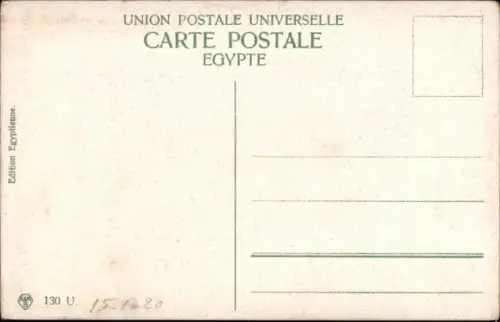 UNION POSTALE UNIVERSELLE
CARTE POSTALE
EGYPTE
Edition Egyptienne.
130 U.
15.1.20